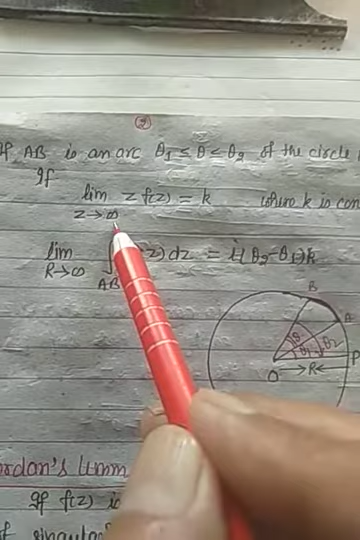 (2)
If AB is an arc θ1 ≤ θ ≤ θ2 of the circle
If
lim z f(z) = k where k is con
z→∞
lim ∫ z) dz = i(θ2-θ1)k
R→∞ AB
B
A
θ
θ1
θ2
P
O
→R←
ordan's Lemm
If f(z) is
of singular